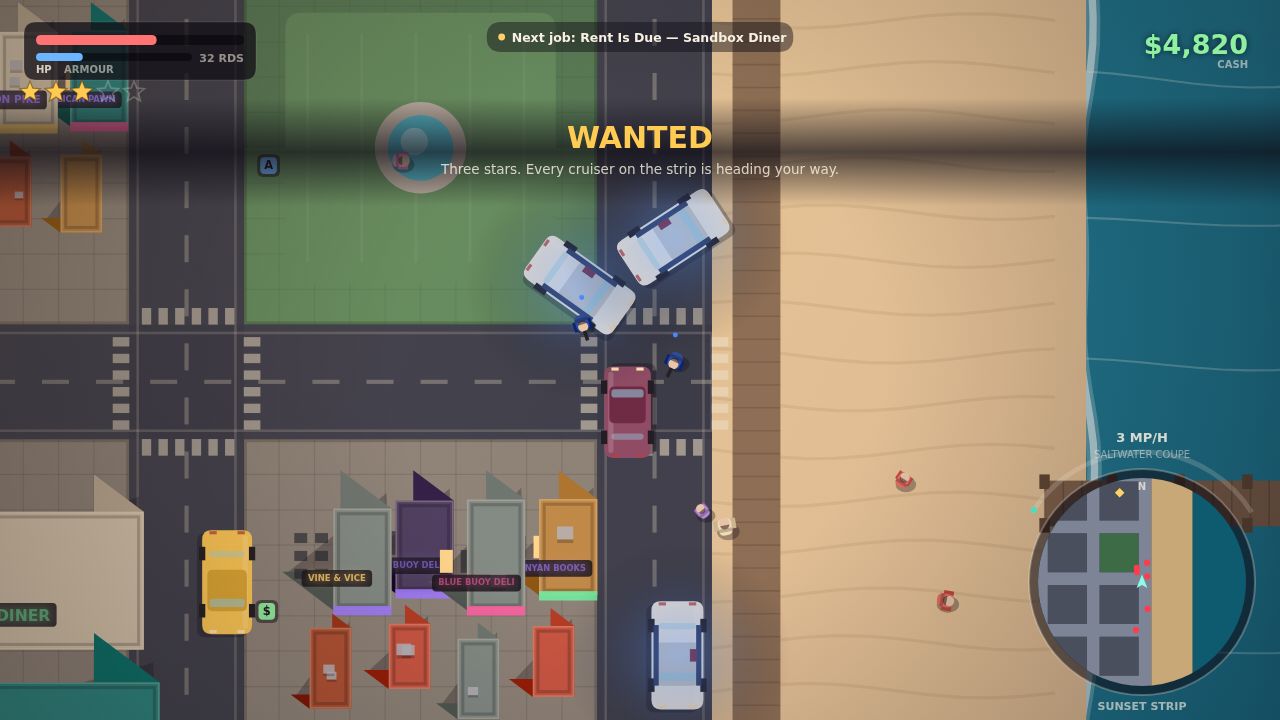 Next job: Rent Is Due — Sandbox Diner
$4,820
CASH
32 RDS
HP ARMOUR
WANTED
Three stars. Every cruiser on the strip is heading your way.
A
3 MP/H
SALTWATER COUPE
N
VINE & VICE
BUOY DEL
BLUE BUOY DELI
NYAN BOOKS
$
DINER
SUNSET STRIP